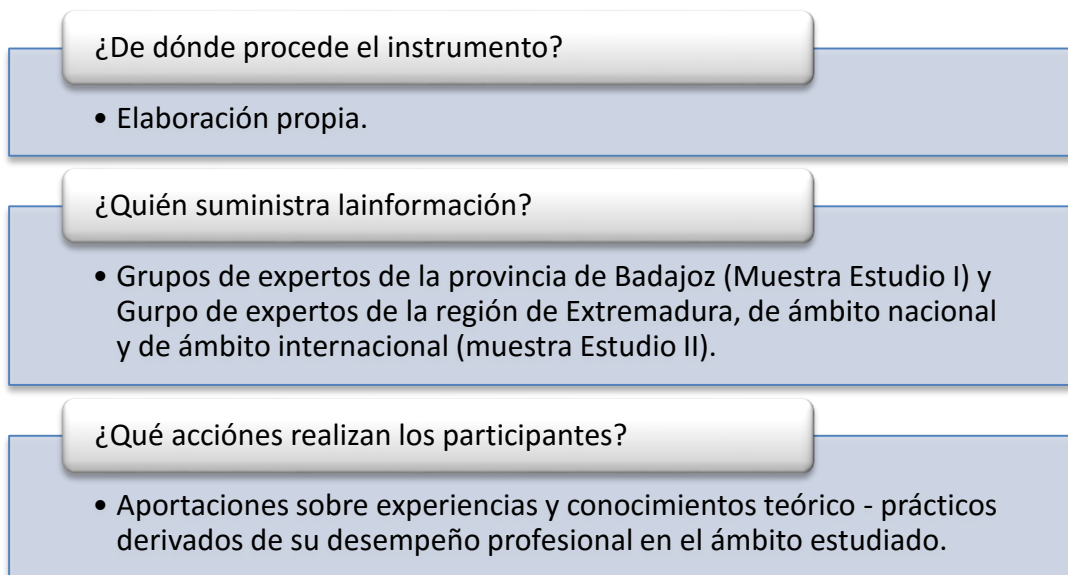 ¿De dónde procede el instrumento?
• Elaboración propia.
¿Quién suministra lainformación?
• Grupos de expertos de la provincia de Badajoz (Muestra Estudio I) y
Gurpo de expertos de la región de Extremadura, de ámbito nacional
y de ámbito internacional (muestra Estudio II).
¿Qué acciónes realizan los participantes?
• Aportaciones sobre experiencias y conocimientos teórico - prácticos
derivados de su desempeño profesional en el ámbito estudiado.